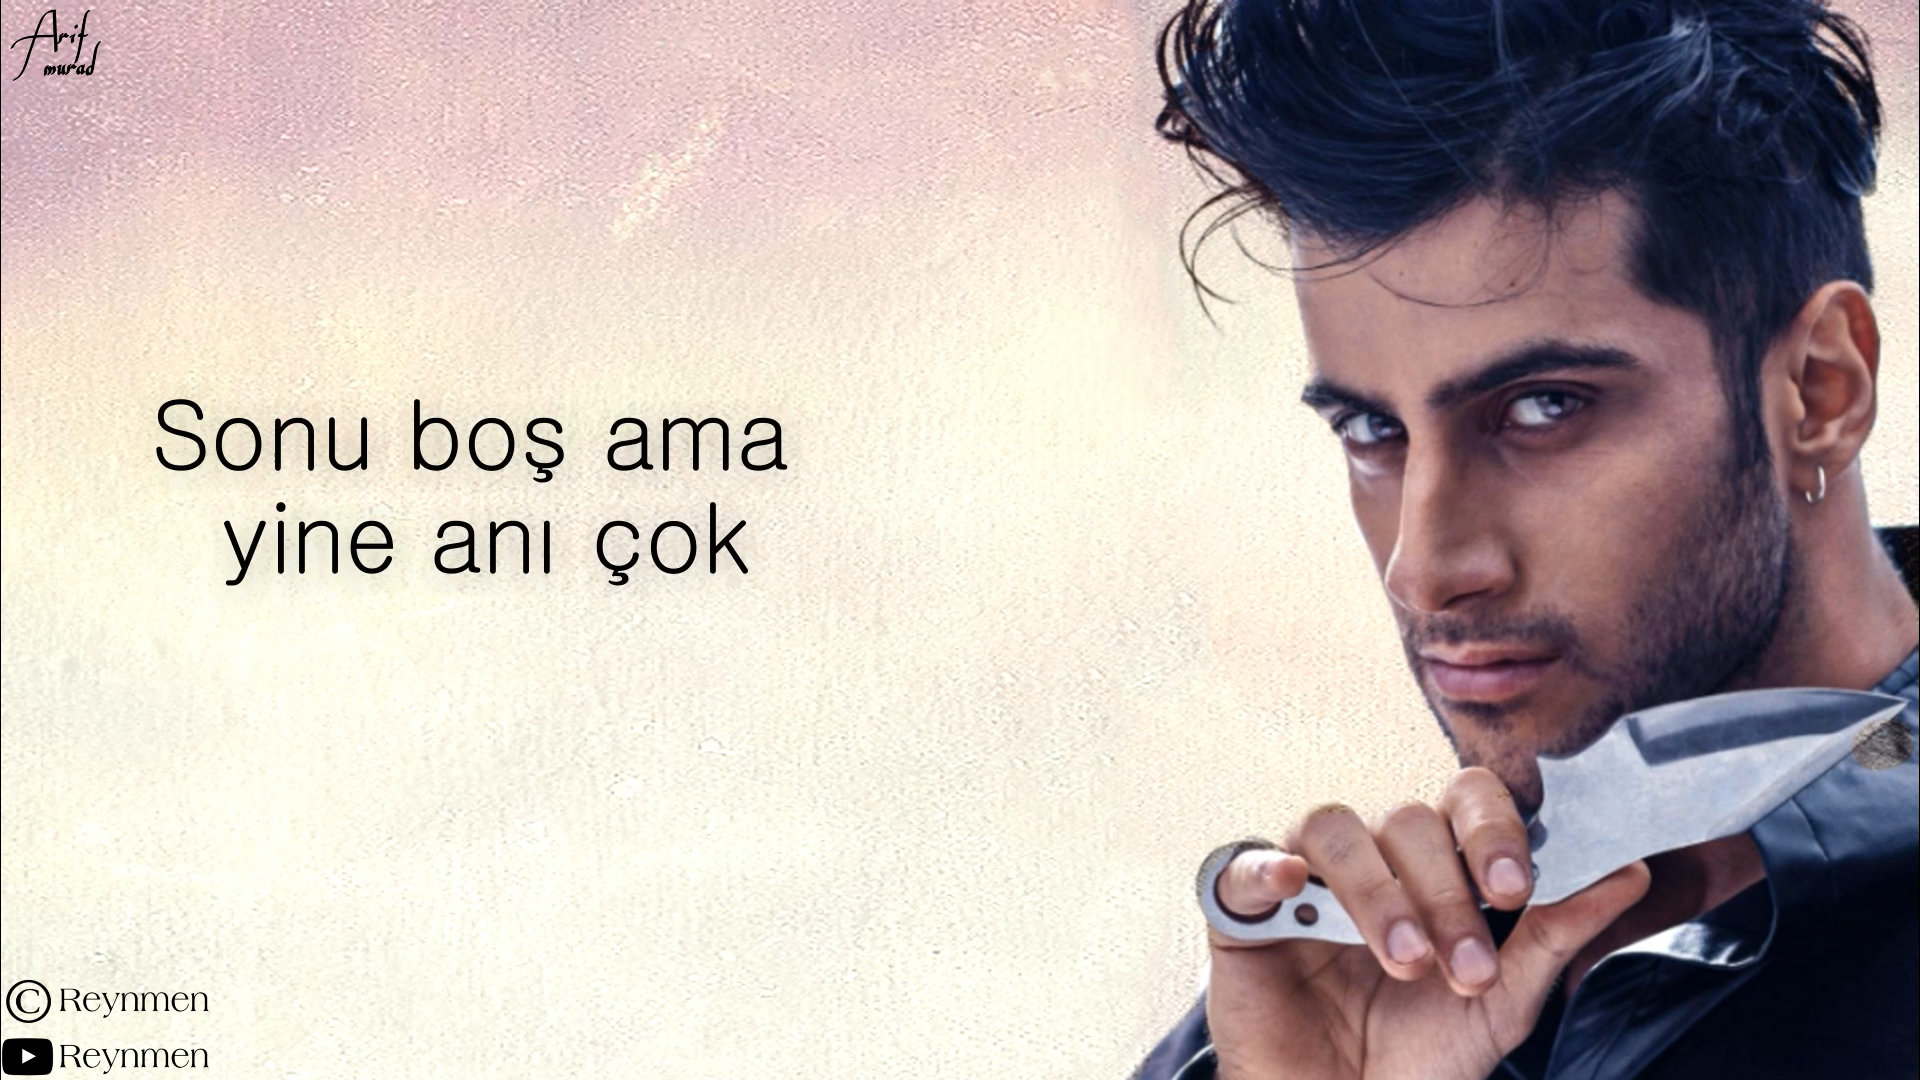 Arif
murad
Sonu boş ama
yine anı çok
© Reynmen
Reynmen